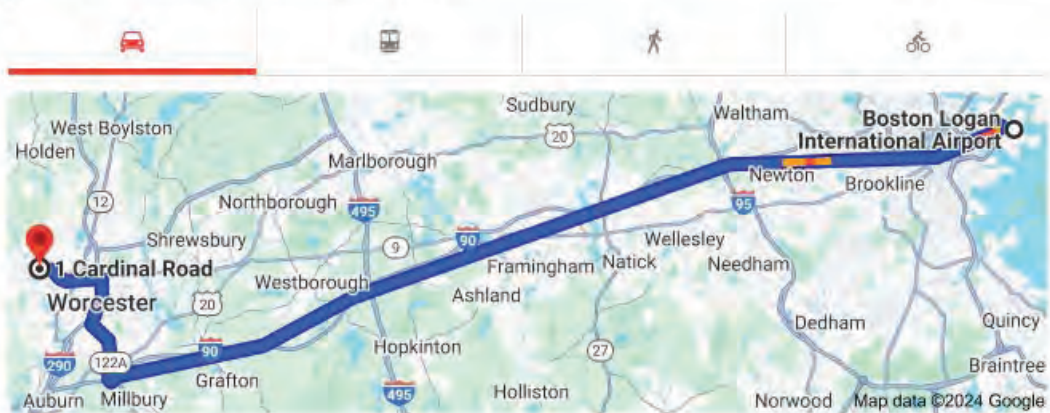 Sudbury
20
Waltham
Boston Logan
International Airport
West Boylston
Holden
Marlborough
Newton
Brookline
12
Northborough
495
95
Shrewsbury
9
90
Wellesley
1 Cardinal Road
Westborough
Framingham
Natick
Needham
Worcester
20
Ashland
Dedham
Quincy
90
Hopkinton
27
122A
290
Grafton
Braintree
495
Holliston
Auburn
Millbury
Norwood
Map data ©2024 Google